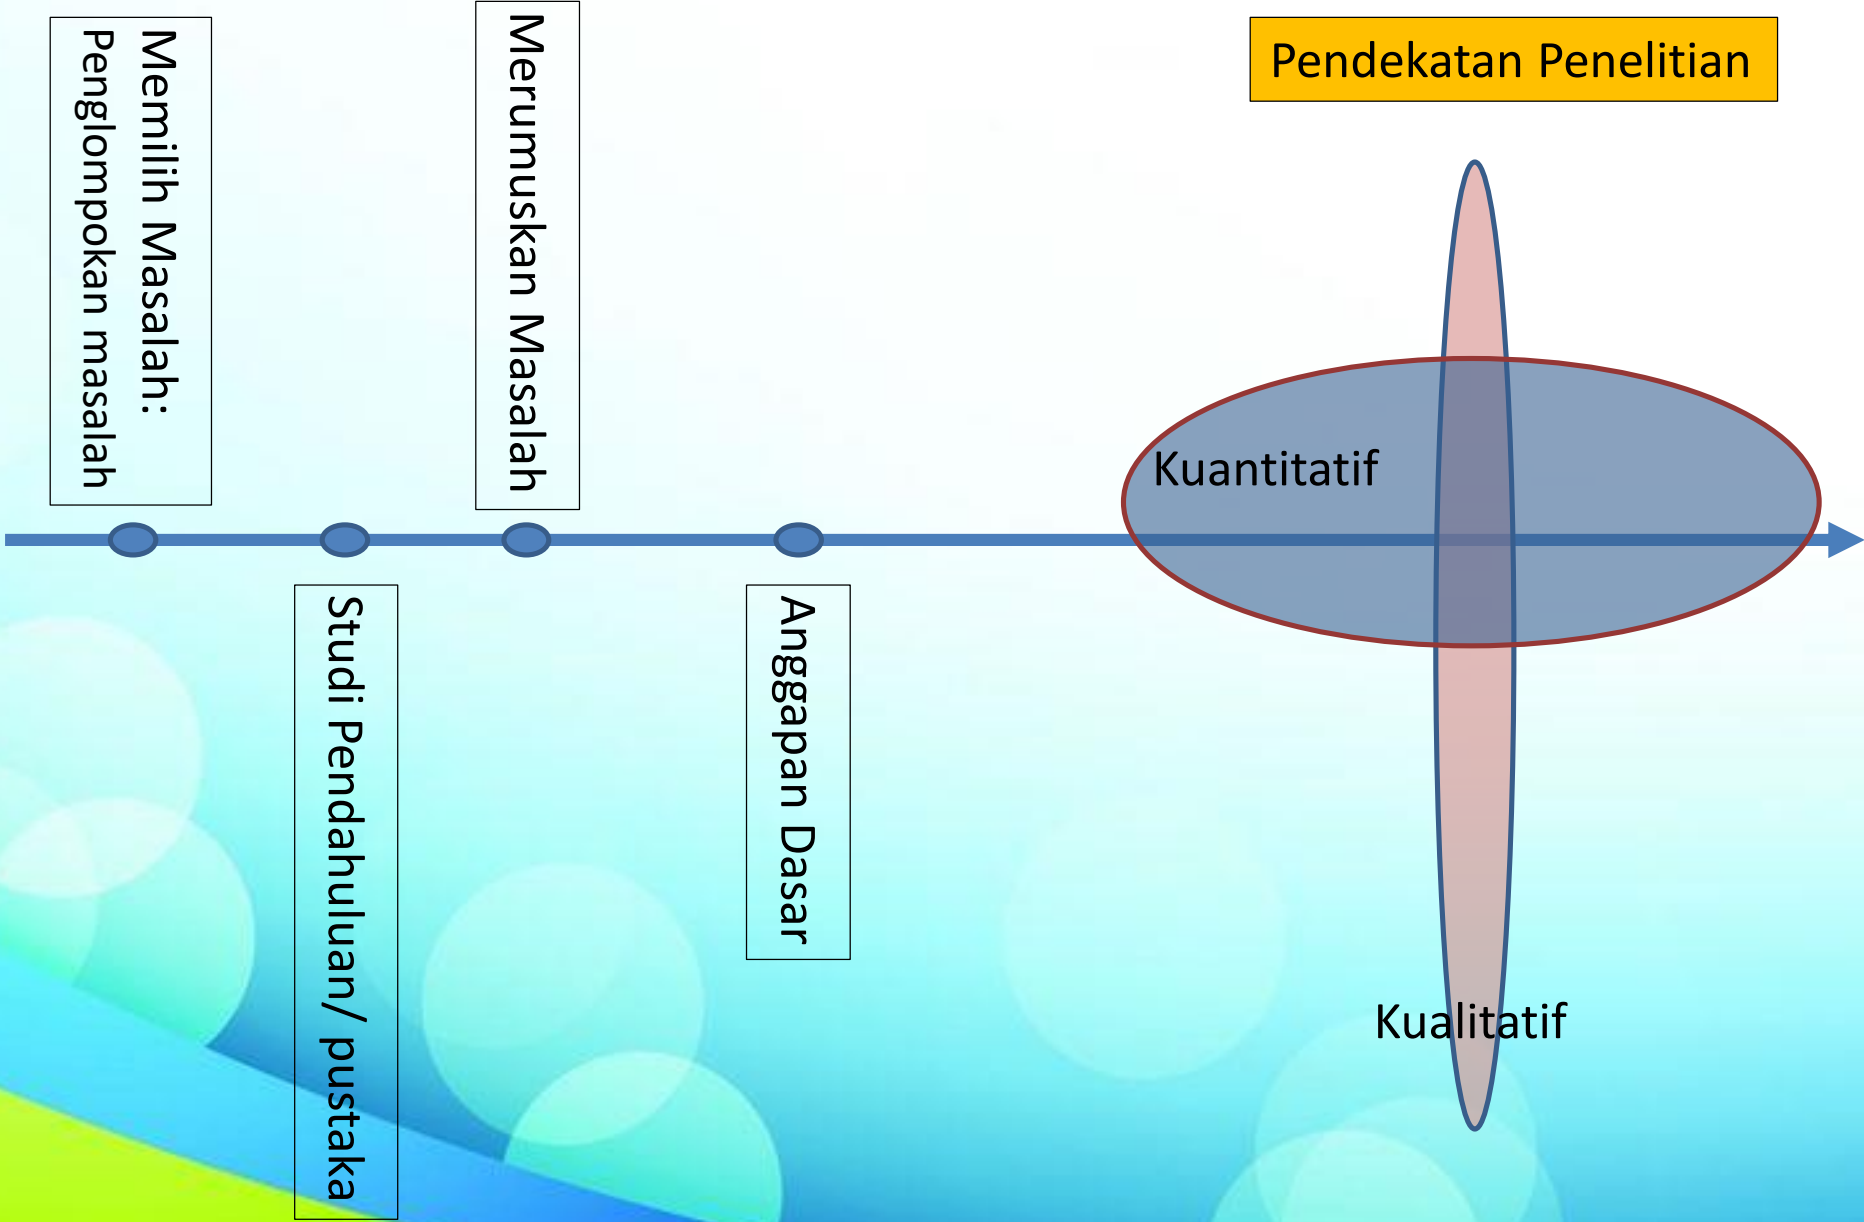 Memilih Masalah:
Penglompokan masalah
Studi Pendahuluan/ pustaka
Merumuskan Masalah
Anggapan Dasar
Pendekatan Penelitian
Kuantitatif
Kualitatif